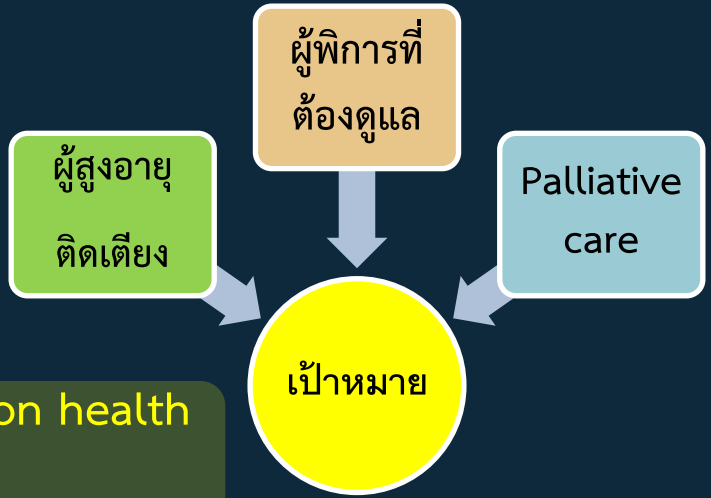 ผู้พิการที่
ต้องดูแล
ผู้สูงอายุ
ติดเตียง
Palliative
care
เป้าหมาย
on health